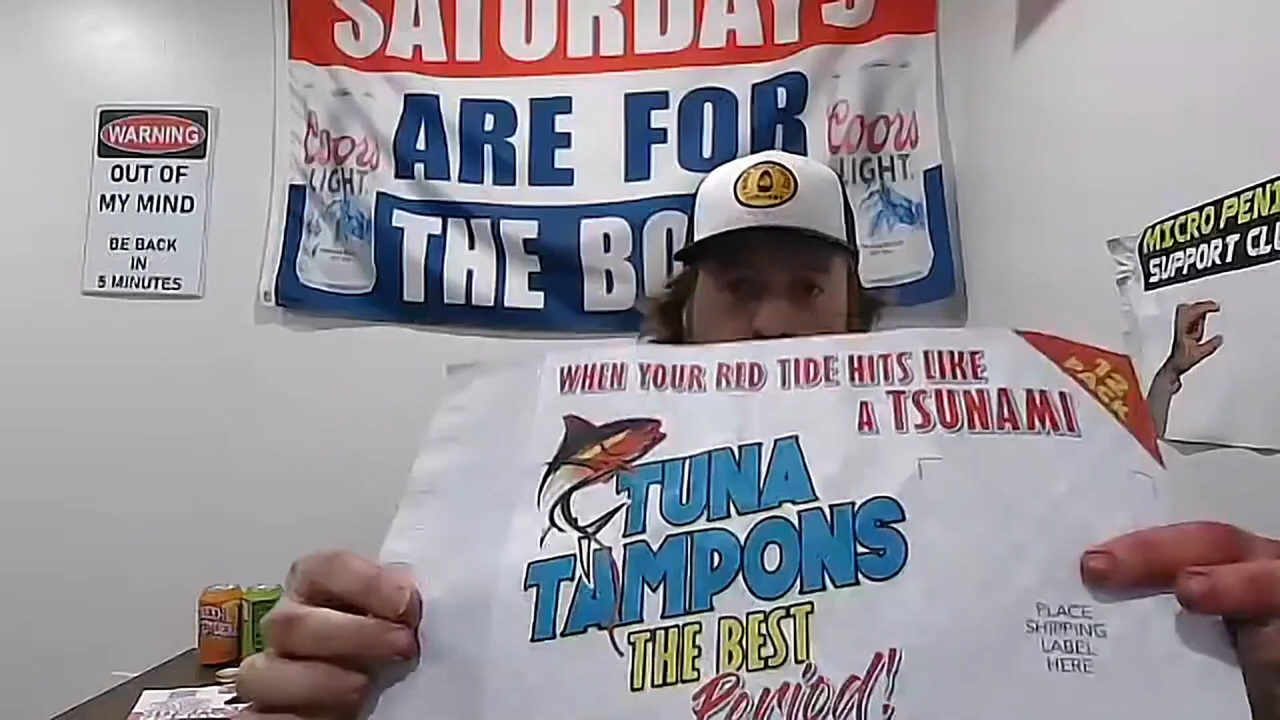 SATURDAYS
ARE FOR
THE BO
Coors
LIGHT
Coors
LIGHT
WARNING
OUT OF
MY MIND
BE BACK
IN
5 MINUTES
MICRO PENI
SUPPORT CLU
WHEN YOUR RED TIDE HITS LIKE
A TSUNAMI
12
PACK
TUNA
TAMPONS
THE BEST
Period!
PLACE
SHIPPING
LABEL
HERE